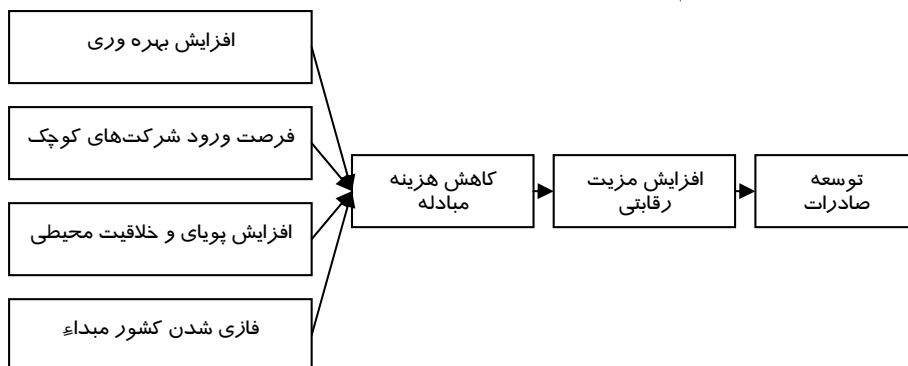 افزایش بهره وری
فرصت ورود شرکت‌های کوچک
افزایش پویای و خلاقیت محیطی
فازی شدن کشور مبداء
کاهش هزینه
مبادله
افزایش مزیت
رقابتی
توسعه
صادرات